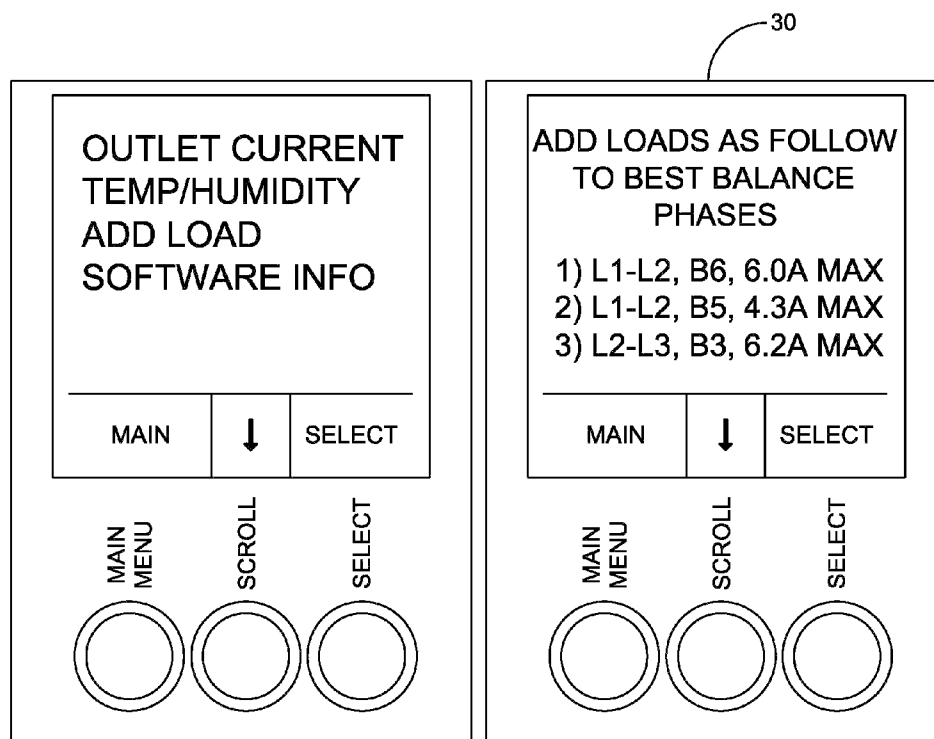 30
OUTLET CURRENT
TEMP/HUMIDITY
ADD LOAD
SOFTWARE INFO
MAIN
↓
SELECT
MAIN
MENU
SCROLL
SELECT
ADD LOADS AS FOLLOW
TO BEST BALANCE
PHASES
1) L1-L2, B6, 6.0A MAX
2) L1-L2, B5, 4.3A MAX
3) L2-L3, B3, 6.2A MAX
MAIN
↓
SELECT
MAIN
MENU
SCROLL
SELECT